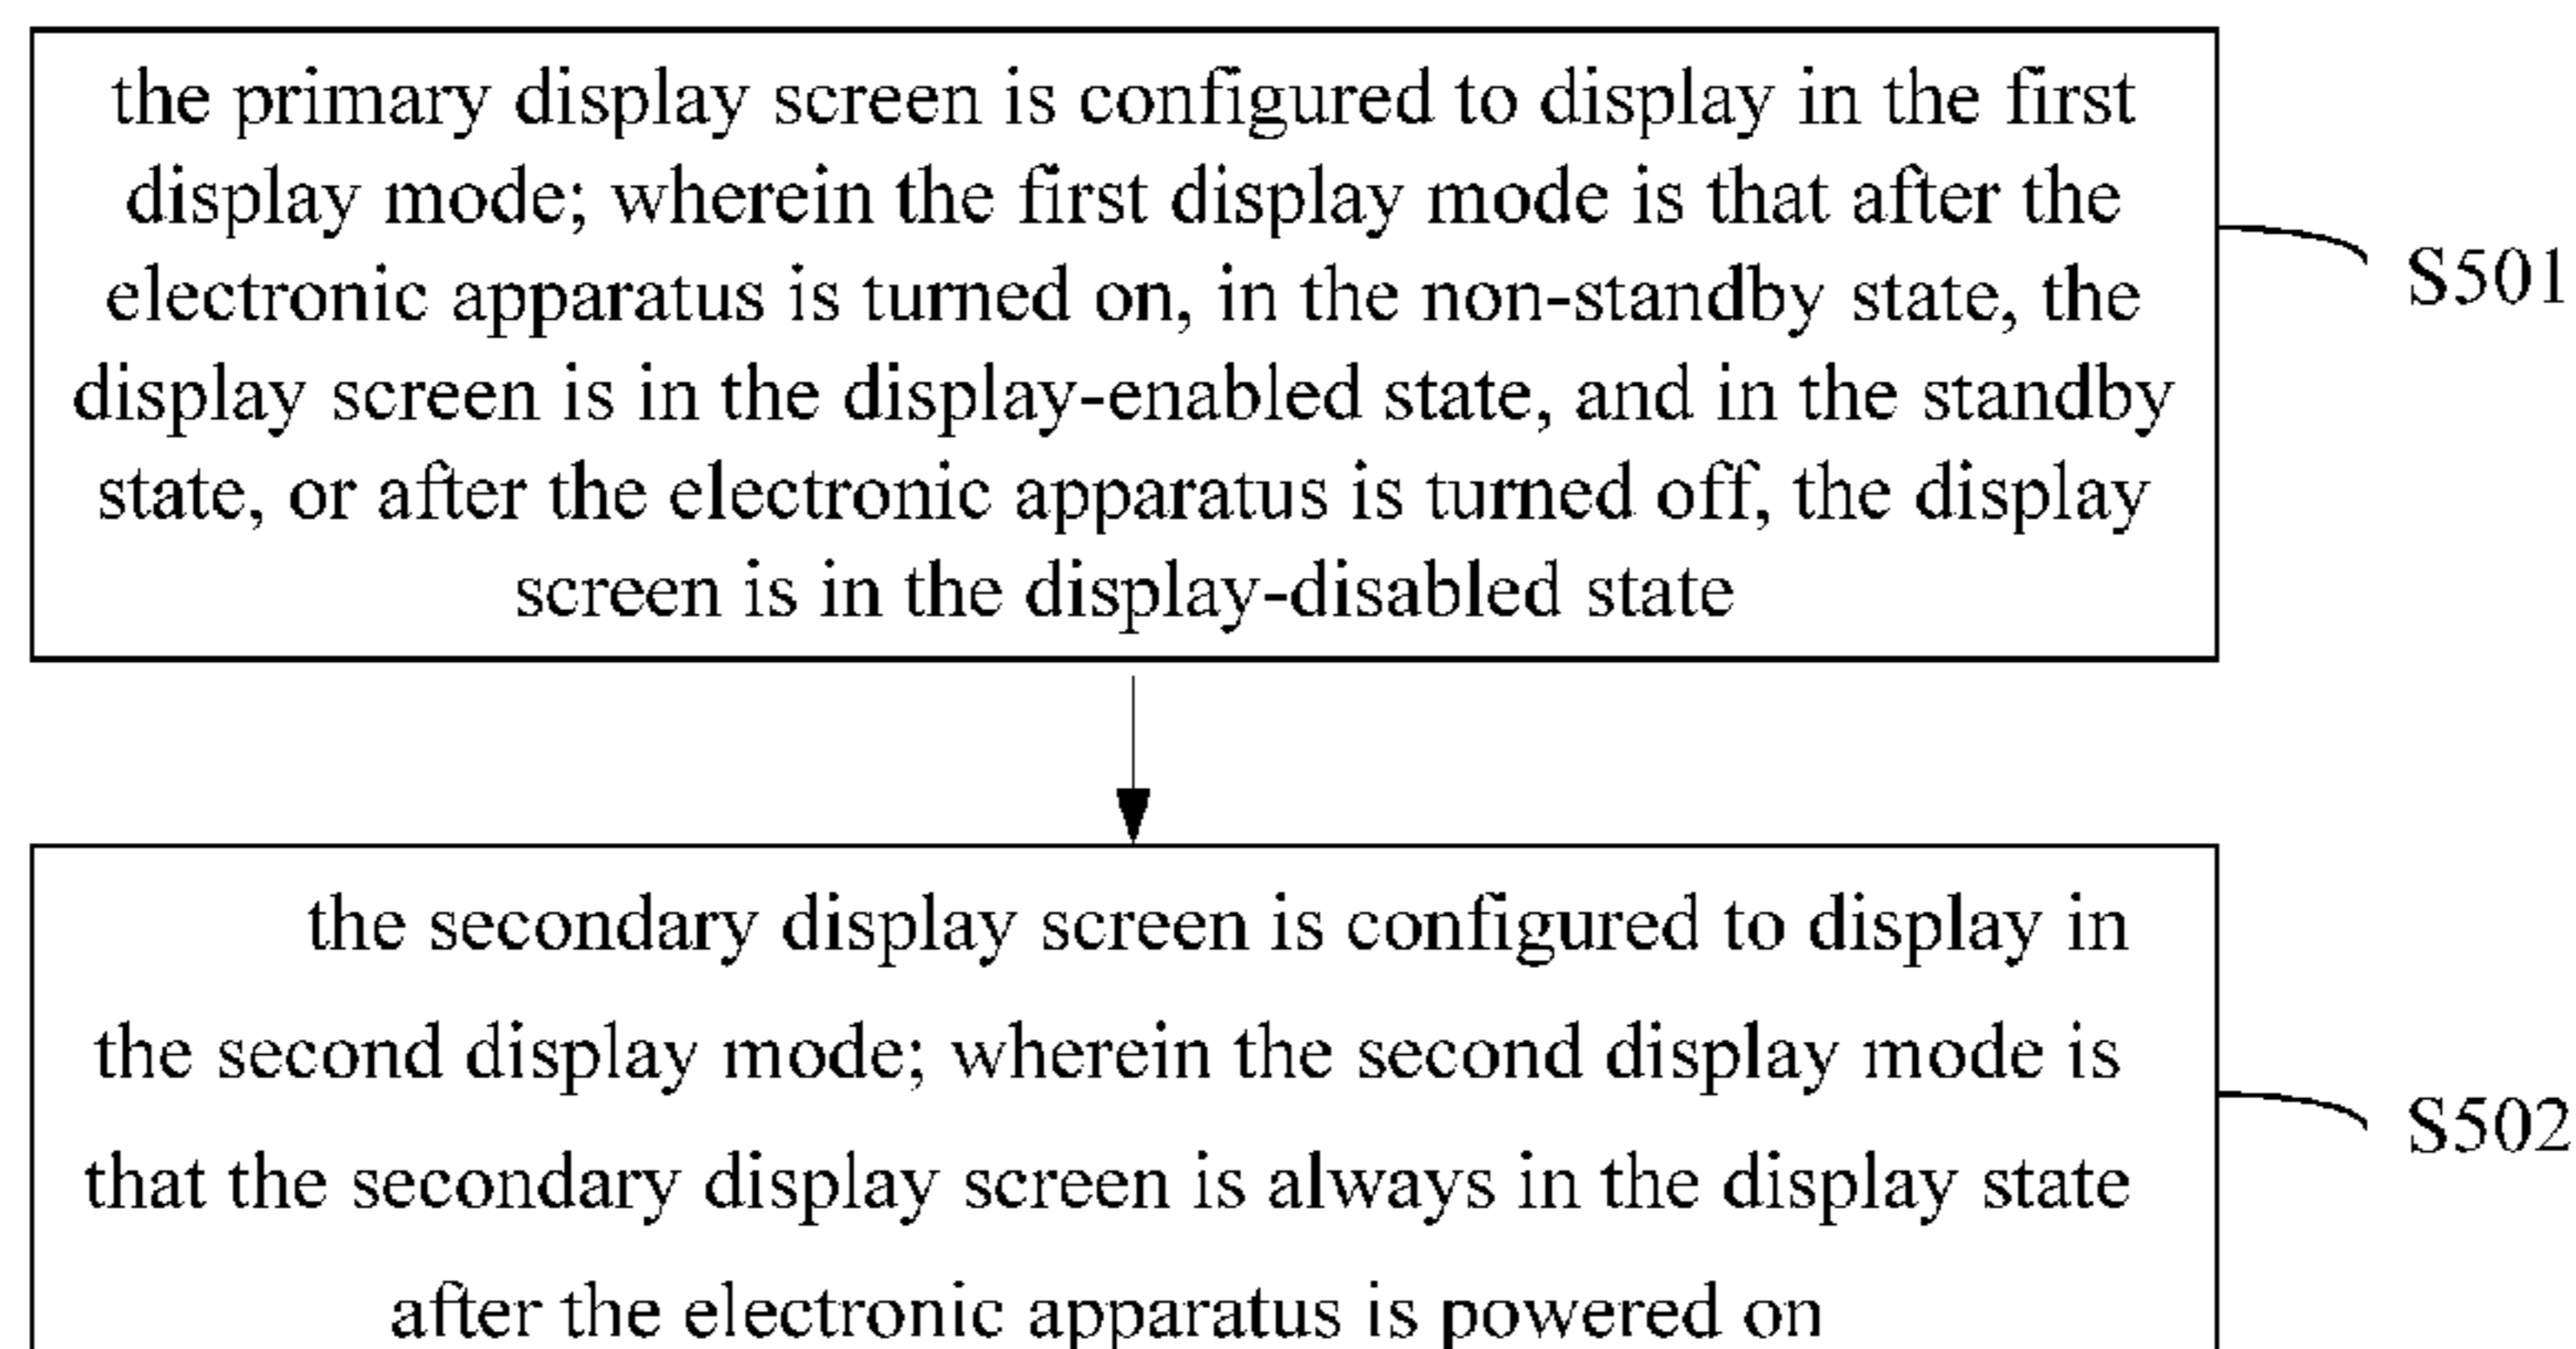 the primary display screen is configured to display in the first
display mode; wherein the first display mode is that after the
electronic apparatus is turned on, in the non-standby state, the
display screen is in the display-enabled state, and in the standby
state, or after the electronic apparatus is turned off, the display
screen is in the display-disabled state
S501
the secondary display screen is configured to display in
the second display mode; wherein the second display mode is
that the secondary display screen is always in the display state
after the electronic apparatus is powered on
S502